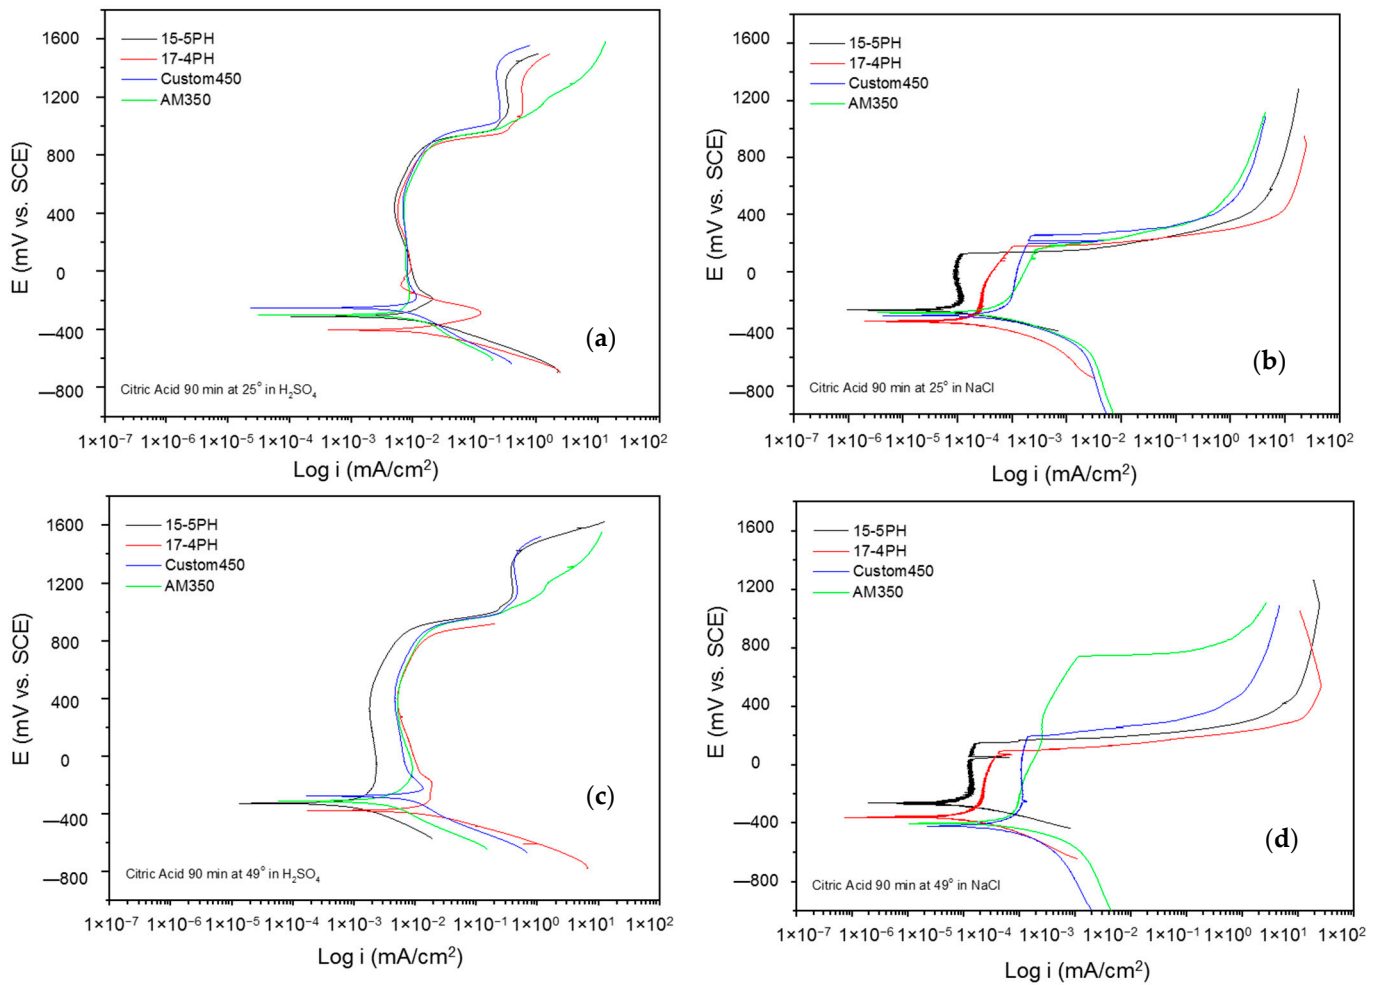 1600
1200
800
400
0
—400
—800
E (mV vs. SCE)
15-5PH
17-4PH
Custom450
AM350
(a)
Citric Acid 90 min at 25° in H₂SO₄
1×10⁻⁷ 1×10⁻⁶ 1×10⁻⁵ 1×10⁻⁴ 1×10⁻³ 1×10⁻² 1×10⁻¹ 1×10⁰ 1×10¹ 1×10²
Log i (mA/cm²)
1600
1200
800
400
0
—400
—800
E (mV vs. SCE)
15-5PH
17-4PH
Custom450
AM350
(b)
Citric Acid 90 min at 25° in NaCl
1×10⁻⁷ 1×10⁻⁶ 1×10⁻⁵ 1×10⁻⁴ 1×10⁻³ 1×10⁻² 1×10⁻¹ 1×10⁰ 1×10¹ 1×10²
Log i (mA/cm²)
1600
1200
800
400
0
—400
—800
E (mV vs. SCE)
15-5PH
17-4PH
Custom450
AM350
(c)
Citric Acid 90 min at 49° in H₂SO₄
1×10⁻⁷ 1×10⁻⁶ 1×10⁻⁵ 1×10⁻⁴ 1×10⁻³ 1×10⁻² 1×10⁻¹ 1×10⁰ 1×10¹ 1×10²
Log i (mA/cm²)
1600
1200
800
400
0
—400
—800
E (mV vs. SCE)
15-5PH
17-4PH
Custom450
AM350
(d)
Citric Acid 90 min at 49° in NaCl
1×10⁻⁷ 1×10⁻⁶ 1×10⁻⁵ 1×10⁻⁴ 1×10⁻³ 1×10⁻² 1×10⁻¹ 1×10⁰ 1×10¹ 1×10²
Log i (mA/cm²)